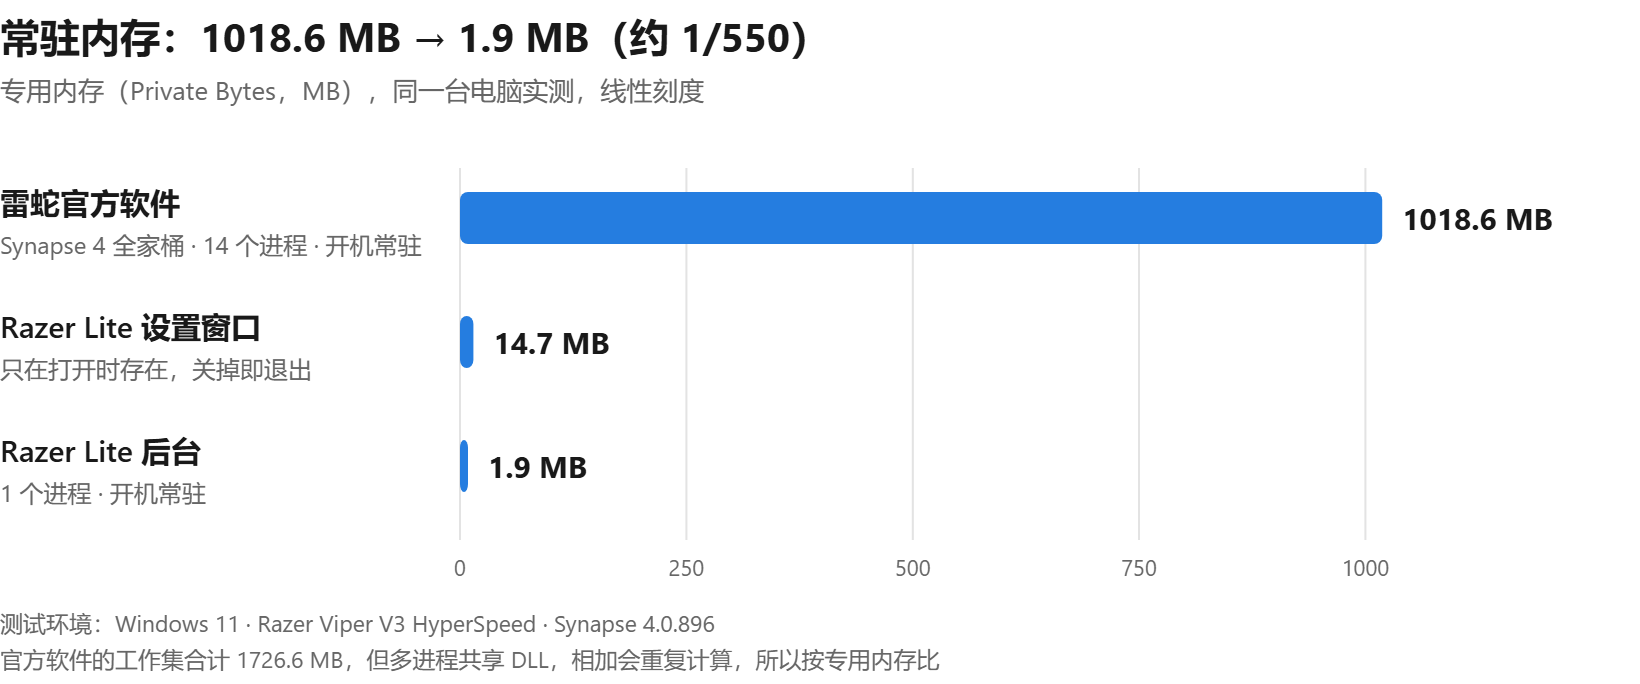 常驻内存：1018.6 MB → 1.9 MB（约 1/550）
专用内存（Private Bytes，MB），同一台电脑实测，线性刻度
雷蛇官方软件
Synapse 4 全家桶 · 14 个进程 · 开机常驻
1018.6 MB
Razer Lite 设置窗口
只在打开时存在，关掉即退出
14.7 MB
Razer Lite 后台
1 个进程 · 开机常驻
1.9 MB
0 250 500 750 1000
测试环境：Windows 11 · Razer Viper V3 HyperSpeed · Synapse 4.0.896
官方软件的工作集合计 1726.6 MB，但多进程共享 DLL，相加会重复计算，所以按专用内存比